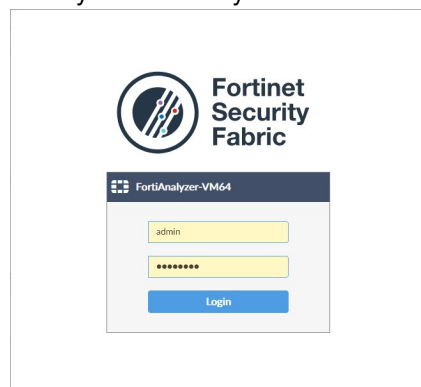 Fortinet
Security
Fabric
FortiAnalyzer-VM64
admin
••••••••
Login